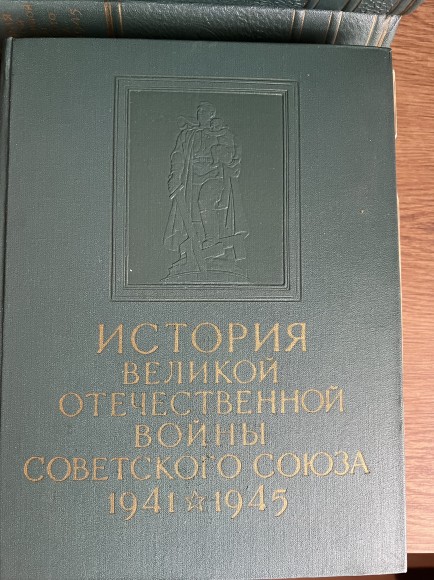 ИСТОРИЯ
ВЕЛИКОЙ
ОТЕЧЕСТВЕННОЙ
ВОЙНЫ
СОВЕТСКОГО СОЮЗА
1941 ☆ 1945